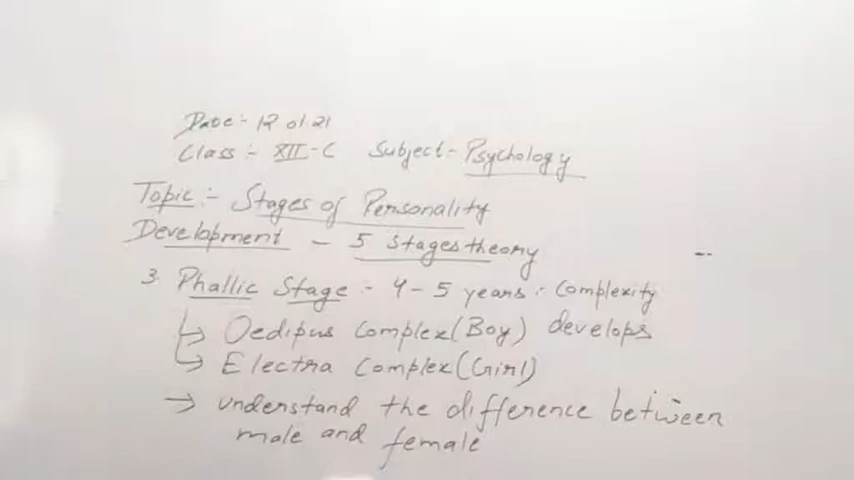 Date:- 12 01 21
Class:- XII-C Subject- Psychology
Topic:- Stages of Personality
Development - 5 stages theory
3. Phallic Stage:- 4-5 years:- Complexity
↳ Oedipus Complex (Boy) develops
↳ Electra Complex (Girl)
→ understand the difference between
male and female